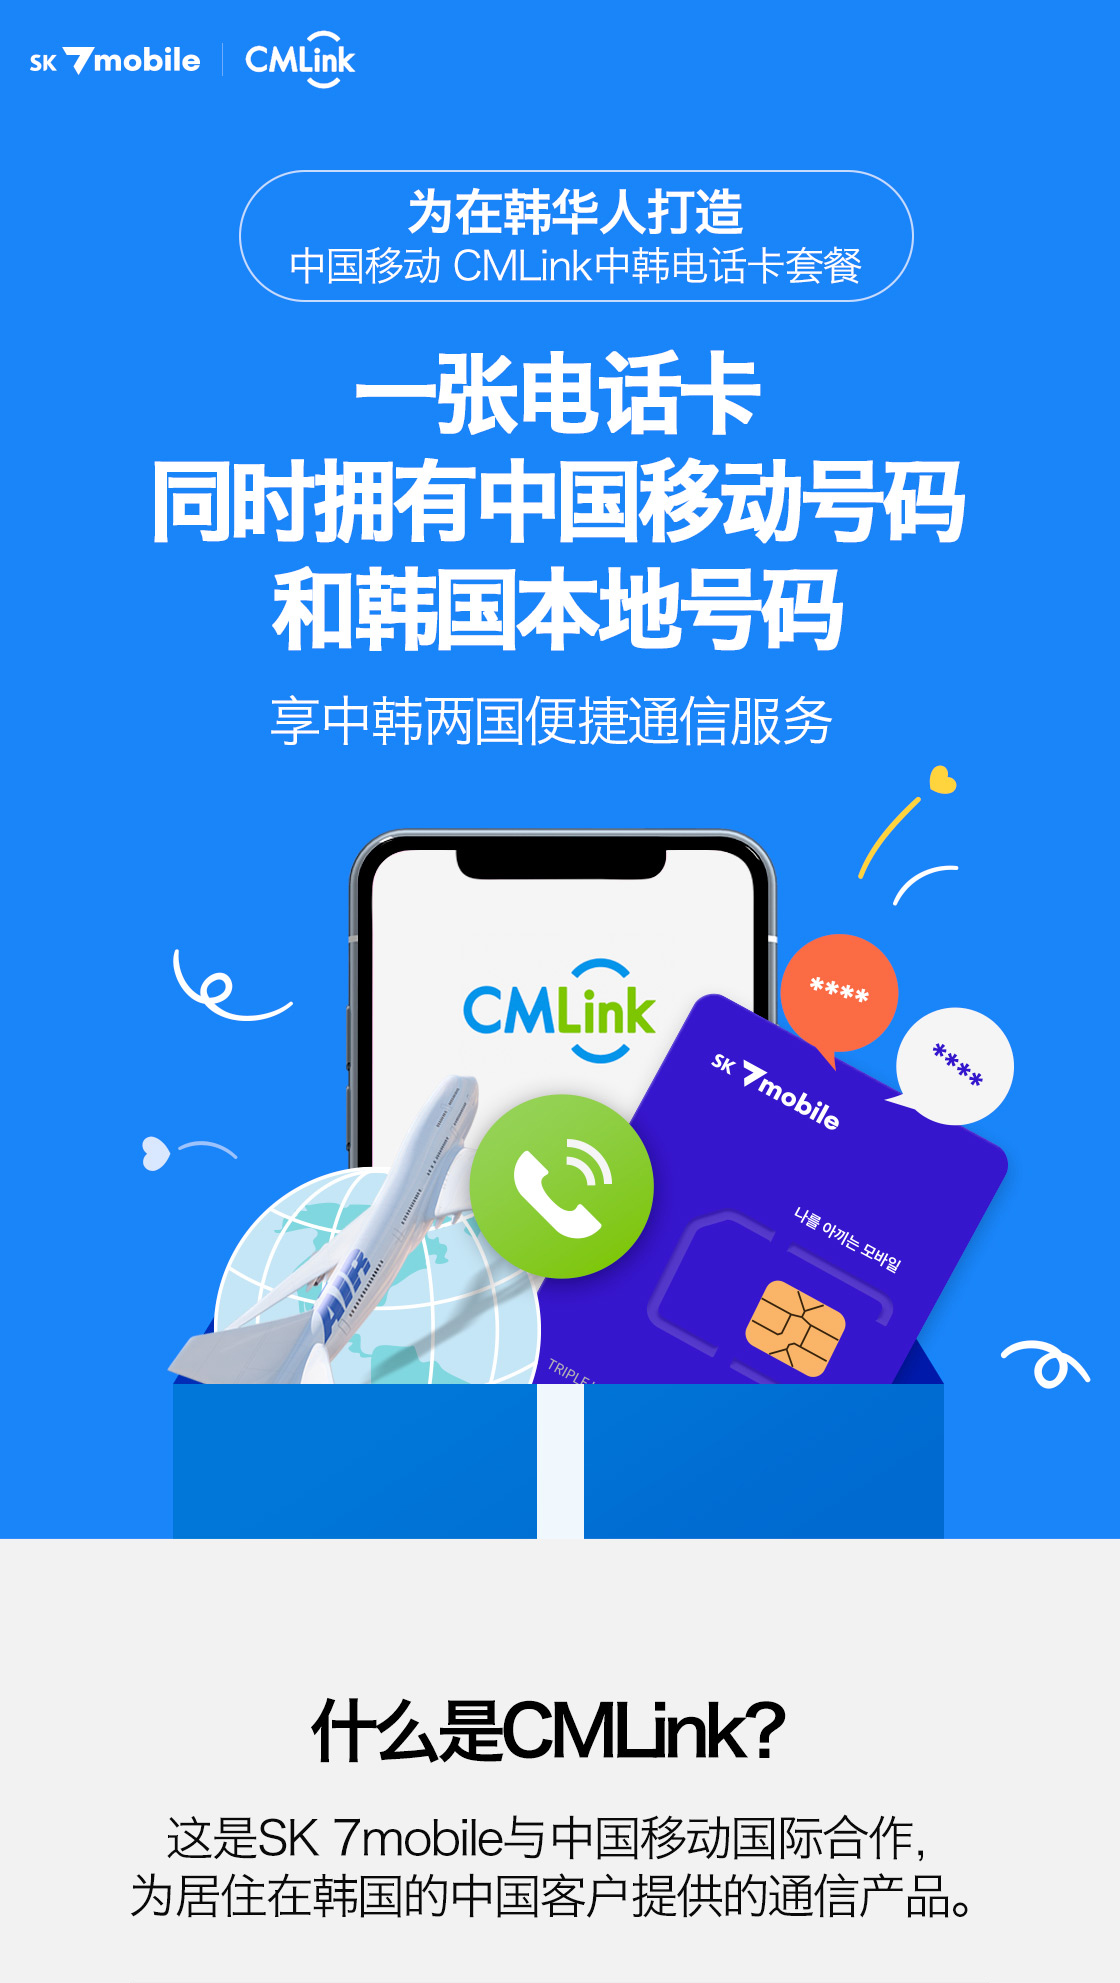 SK 7mobile | CMLink
为在韩华人打造
中国移动 CMLink中韩电话卡套餐
一张电话卡
同时拥有中国移动号码
和韩国本地号码
享中韩两国便捷通信服务
CMLink
****
****
SK 7mobile
나를 아끼는 모바일
AIR
TRIPLE
什么是CMLink?
这是SK 7mobile与中国移动国际合作,
为居住在韩国的中国客户提供的通信产品。